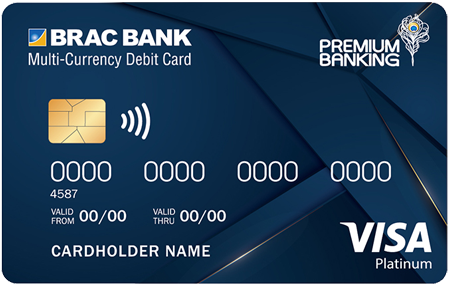 BRAC BANK
Multi-Currency Debit Card
PREMIUM
BANKING
0000 0000 0000 0000
4587
VALID FROM 00/00 VALID THRU 00/00
CARDHOLDER NAME
VISA
Platinum